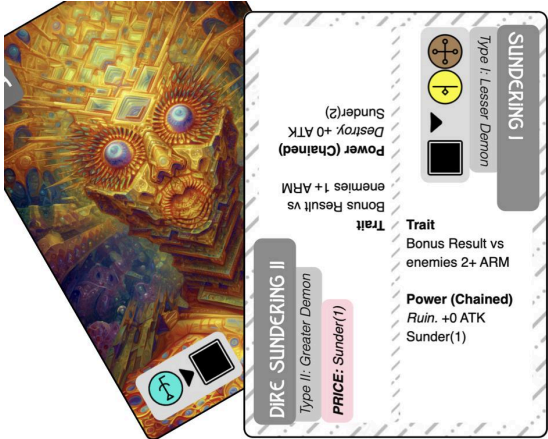 SUNDERING I
Type I: Lesser Demon
Trait
Bonus Result vs
enemies 2+ ARM
Power (Chained)
Ruin. +0 ATK
Sunder(1)
DIRE SUNDERING II
Type II: Greater Demon
PRICE: Sunder(1)
Trait
Bonus Result vs
enemies 1+ ARM
Power (Chained)
Destroy. +0 ATK
Sunder(2)